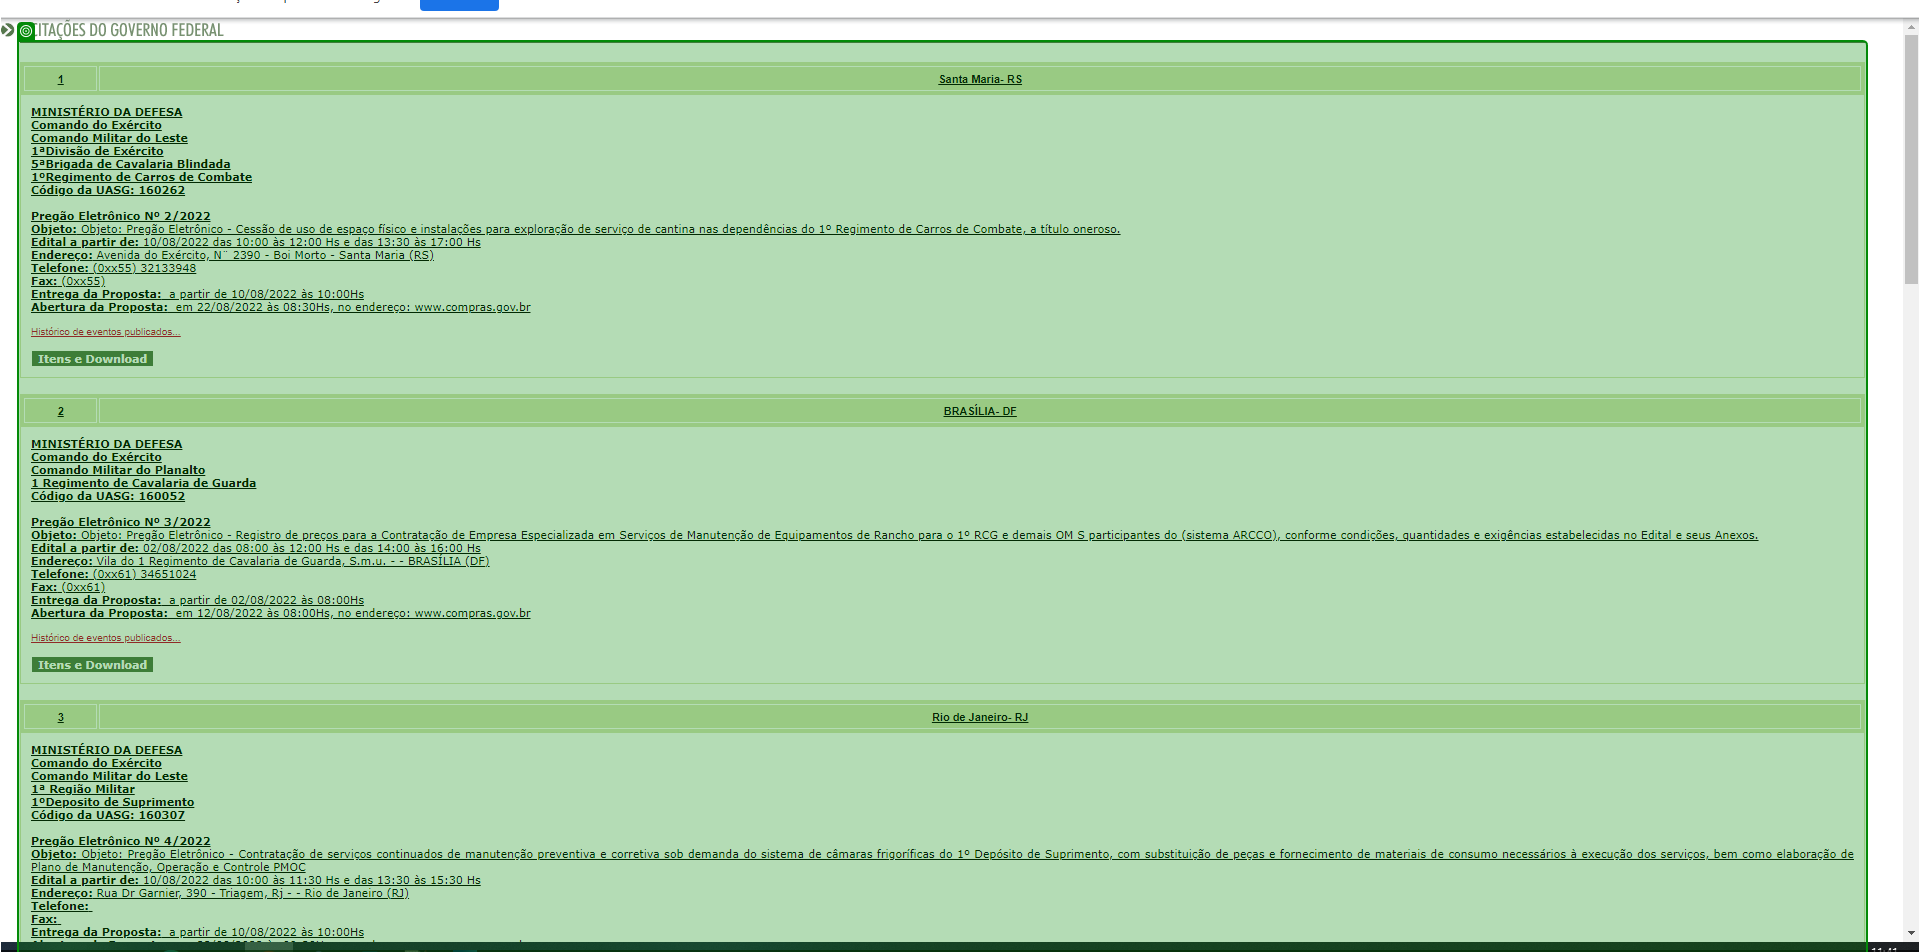 CITAÇÕES DO GOVERNO FEDERAL
1 Santa Maria- RS
MINISTÉRIO DA DEFESA
Comando do Exército
Comando Militar do Leste
1ªDivisão de Exército
5ªBrigada de Cavalaria Blindada
1ºRegimento de Carros de Combate
Código da UASG: 160262
Pregão Eletrônico Nº 2/2022
Objeto: Objeto: Pregão Eletrônico - Cessão de uso de espaço físico e instalações para exploração de serviço de cantina nas dependências do 1º Regimento de Carros de Combate, a título oneroso.
Edital a partir de: 10/08/2022 das 10:00 às 12:00 Hs e das 13:30 às 17:00 Hs
Endereço: Avenida do Exército, N¨ 2390 - Boi Morto - Santa Maria (RS)
Telefone: (0xx55) 32133948
Fax: (0xx55)
Entrega da Proposta: a partir de 10/08/2022 às 10:00Hs
Abertura da Proposta: em 22/08/2022 às 08:30Hs, no endereço: www.compras.gov.br
Histórico de eventos publicados...
Itens e Download
2 BRASÍLIA- DF
MINISTÉRIO DA DEFESA
Comando do Exército
Comando Militar do Planalto
1 Regimento de Cavalaria de Guarda
Código da UASG: 160052
Pregão Eletrônico Nº 3/2022
Objeto: Objeto: Pregão Eletrônico - Registro de preços para a Contratação de Empresa Especializada em Serviços de Manutenção de Equipamentos de Rancho para o 1º RCG e demais OM S participantes do (sistema ARCCO), conforme condições, quantidades e exigências estabelecidas no Edital e seus Anexos.
Edital a partir de: 02/08/2022 das 08:00 às 12:00 Hs e das 14:00 às 16:00 Hs
Endereço: Vila do 1 Regimento de Cavalaria de Guarda, S.m.u. - - BRASÍLIA (DF)
Telefone: (0xx61) 34651024
Fax: (0xx61)
Entrega da Proposta: a partir de 02/08/2022 às 08:00Hs
Abertura da Proposta: em 12/08/2022 às 08:00Hs, no endereço: www.compras.gov.br
Histórico de eventos publicados...
Itens e Download
3 Rio de Janeiro- RJ
MINISTÉRIO DA DEFESA
Comando do Exército
Comando Militar do Leste
1ª Região Militar
1ºDeposito de Suprimento
Código da UASG: 160307
Pregão Eletrônico Nº 4/2022
Objeto: Objeto: Pregão Eletrônico - Contratação de serviços continuados de manutenção preventiva e corretiva sob demanda do sistema de câmaras frigoríficas do 1º Depósito de Suprimento, com substituição de peças e fornecimento de materiais de consumo necessários à execução dos serviços, bem como elaboração de
Plano de Manutenção, Operação e Controle PMOC
Edital a partir de: 10/08/2022 das 10:00 às 11:30 Hs e das 13:30 às 15:30 Hs
Endereço: Rua Dr Garnier, 390 - Triagem, Rj - - Rio de Janeiro (RJ)
Telefone:
Fax:
Entrega da Proposta: a partir de 10/08/2022 às 10:00Hs